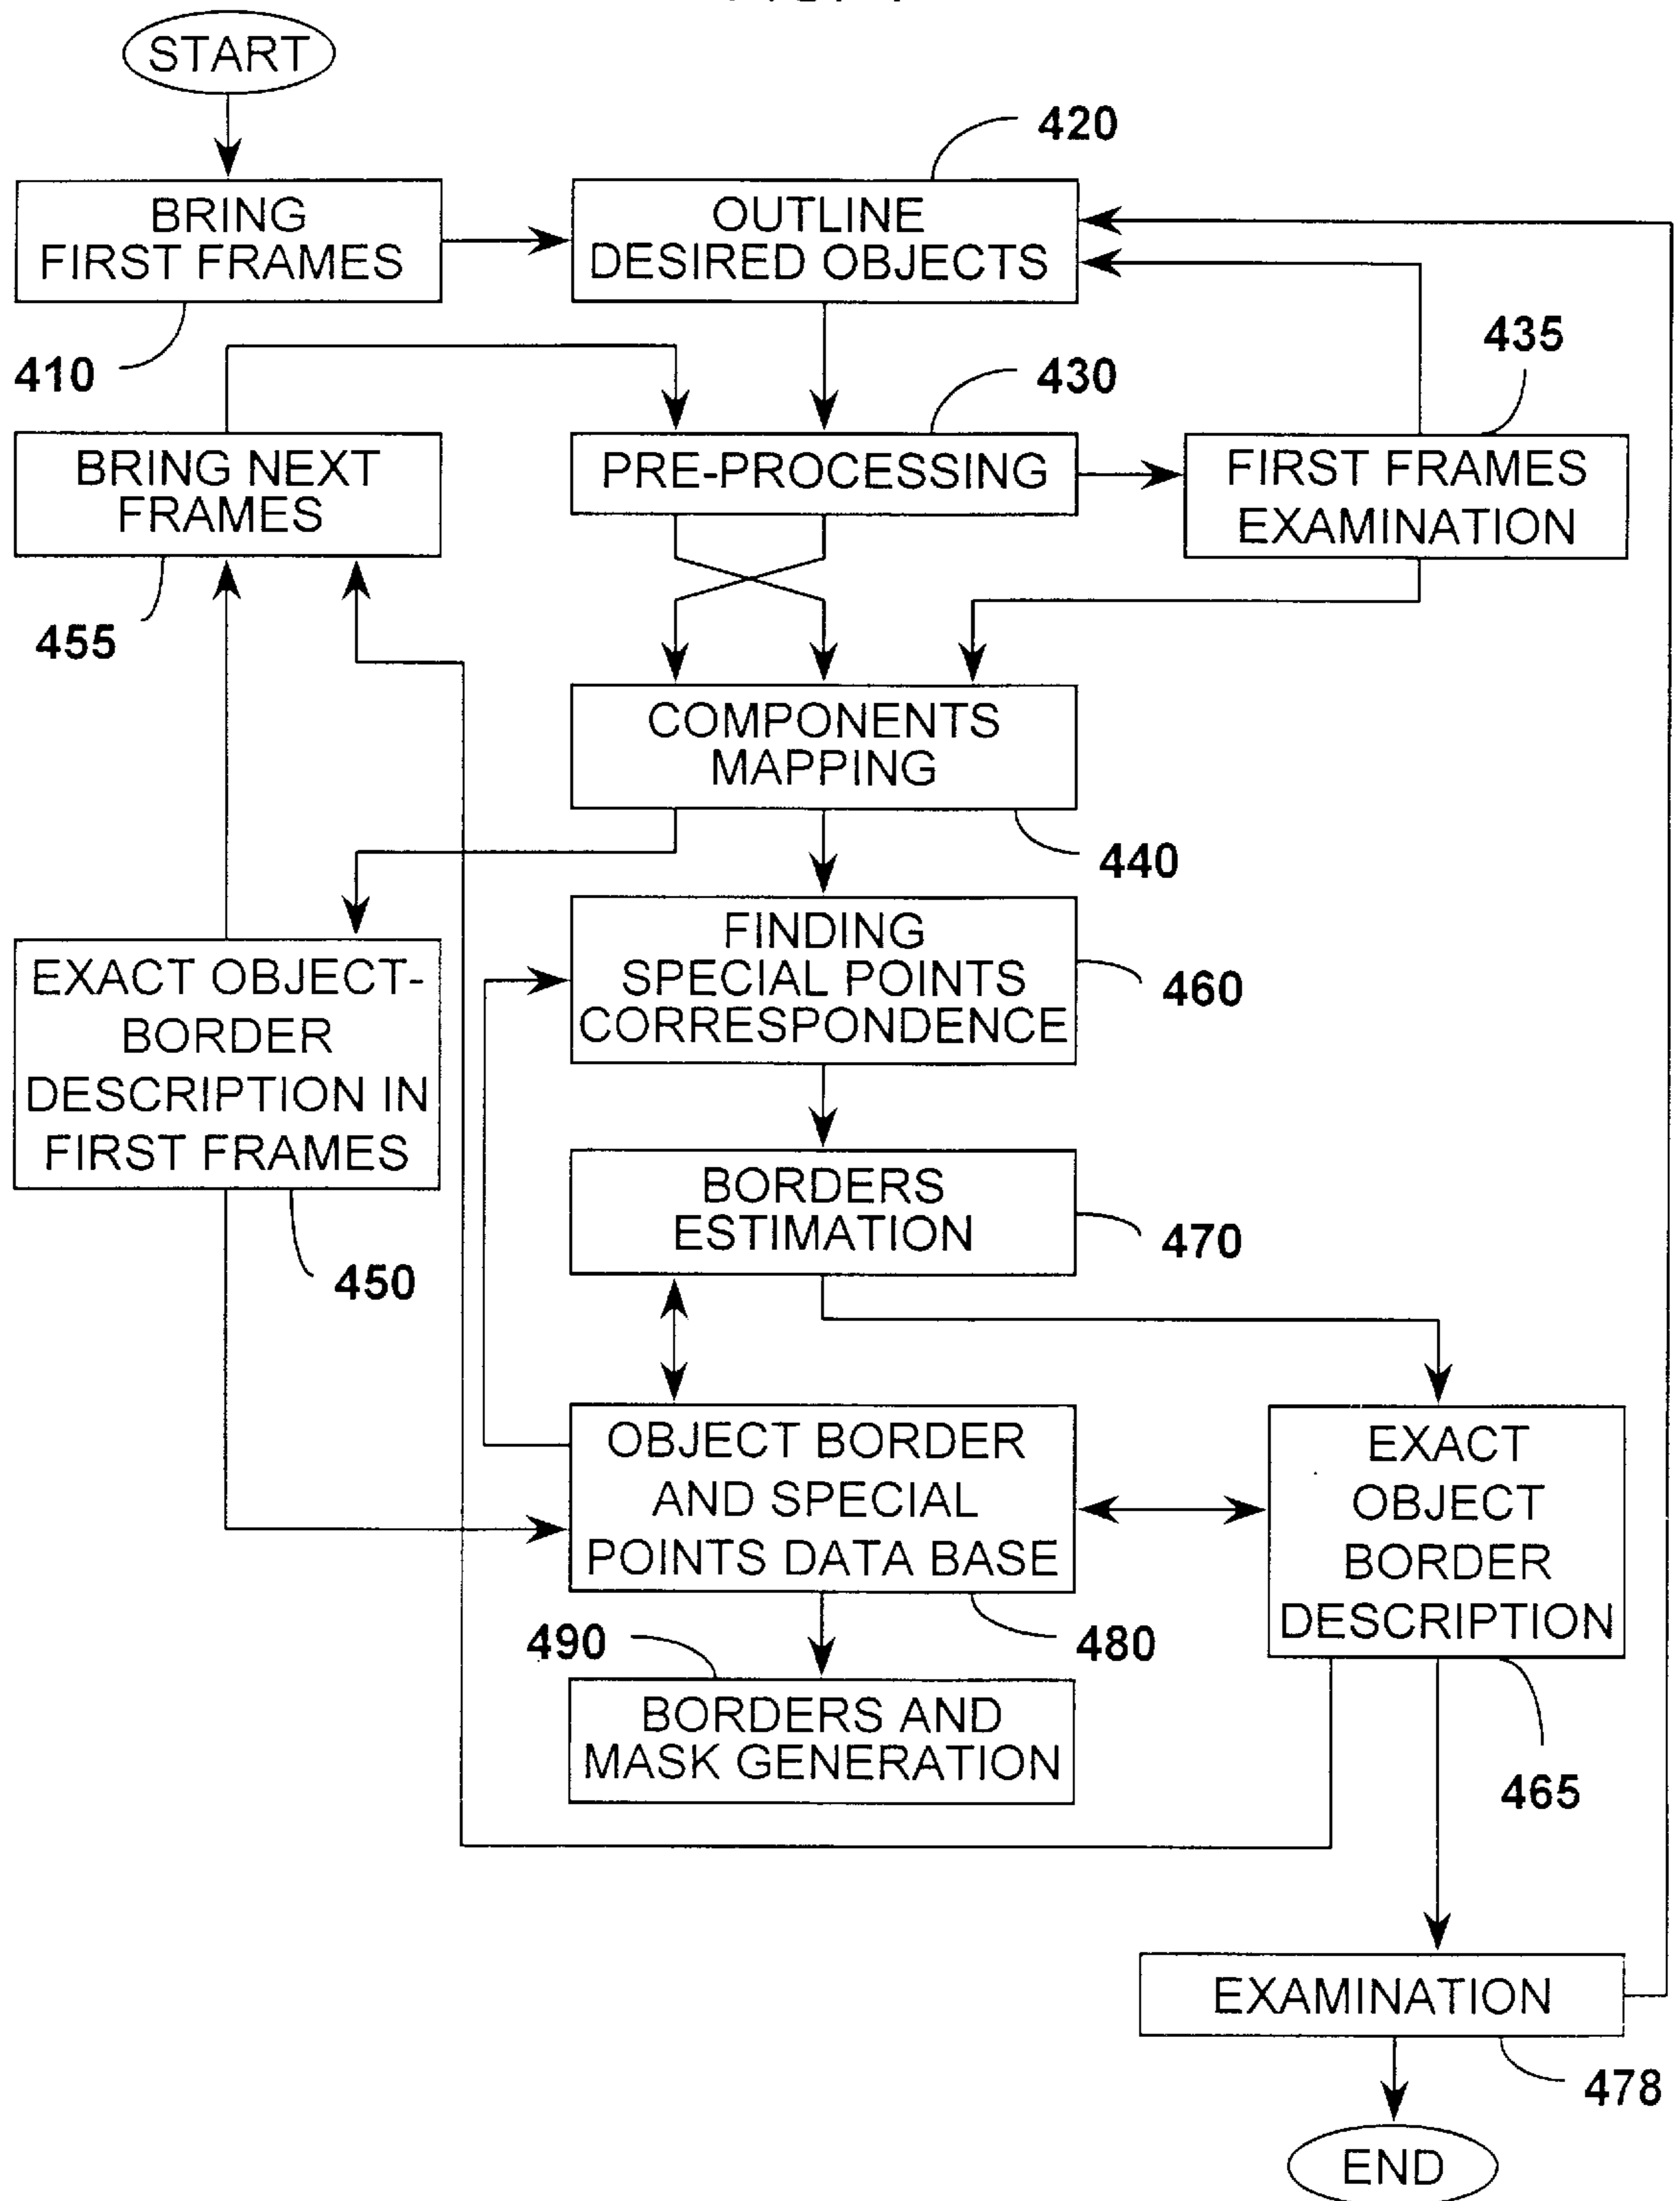 START
420
BRING
FIRST FRAMES
OUTLINE
DESIRED OBJECTS
410
430
435
BRING NEXT
FRAMES
PRE-PROCESSING
FIRST FRAMES
EXAMINATION
455
COMPONENTS
MAPPING
440
EXACT OBJECT-
BORDER
DESCRIPTION IN
FIRST FRAMES
FINDING
SPECIAL POINTS
CORRESPONDENCE
460
450
BORDERS
ESTIMATION
470
OBJECT BORDER
AND SPECIAL
POINTS DATA BASE
EXACT
OBJECT
BORDER
DESCRIPTION
490
480
BORDERS AND
MASK GENERATION
465
EXAMINATION
478
END